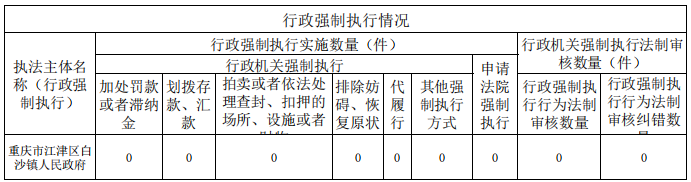 行政强制执行情况
执法主体名
称（行政强
制执行）
行政强制执行实施数量（件）
行政机关强制执行
加处罚款
或者滞纳
金
划拨存
款、汇
款
拍卖或者依法处
理查封、扣押的
场所、设施或者
排除妨
碍、恢
复原状
代
履
行
其他强
制执行
方式
申请
法院
强制
执行
行政机关强制执行法制审
核数量（件）
行政强制执
行行为法制
审核数量
行政强制执
行行为法制
审核纠错数
重庆市江津区白
沙镇人民政府
0 0 0 0 0 0 0 0 0